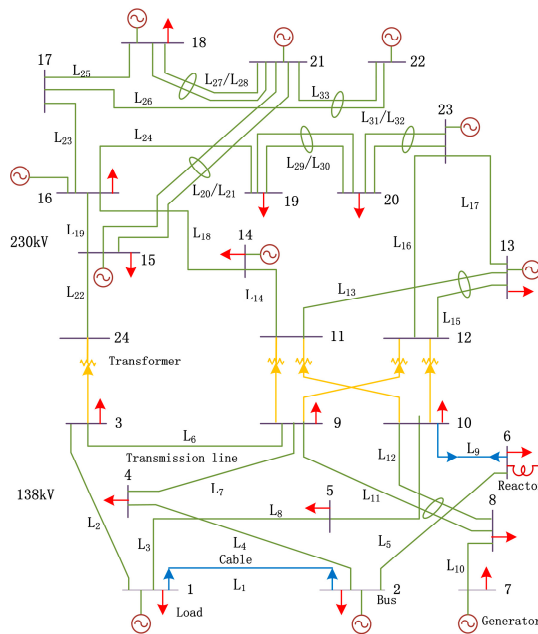 18
21
22
17
L25
L27/L28
L26
L33
23
L31/L32
L23
L24
L29/L30
L20/L21
16
19
20
L17
L19
L18
14
L16
13
230kV
15
L13
L22
L14
L15
24
11
12
Transformer
3
9
10
6
L6
L12
L9
Transmission line
4
Reactor
138kV
L7
5
L11
8
L2
L8
L3
L4
L5
Cable
L10
1
L1
2
7
Load
Bus
Generator